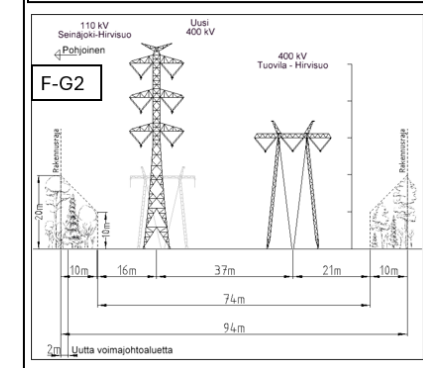 110 kV
Seinäjoki-Hirvisuo
Uusi
400 kV
Pohjoinen
400 kV
Tuovila - Hirvisuo
F-G2
Rakennusraja
Rakennusraja
20m
10m
10m
16m
37m
21m
10m
74m
94m
2m
Uutta voimajohtoaluetta